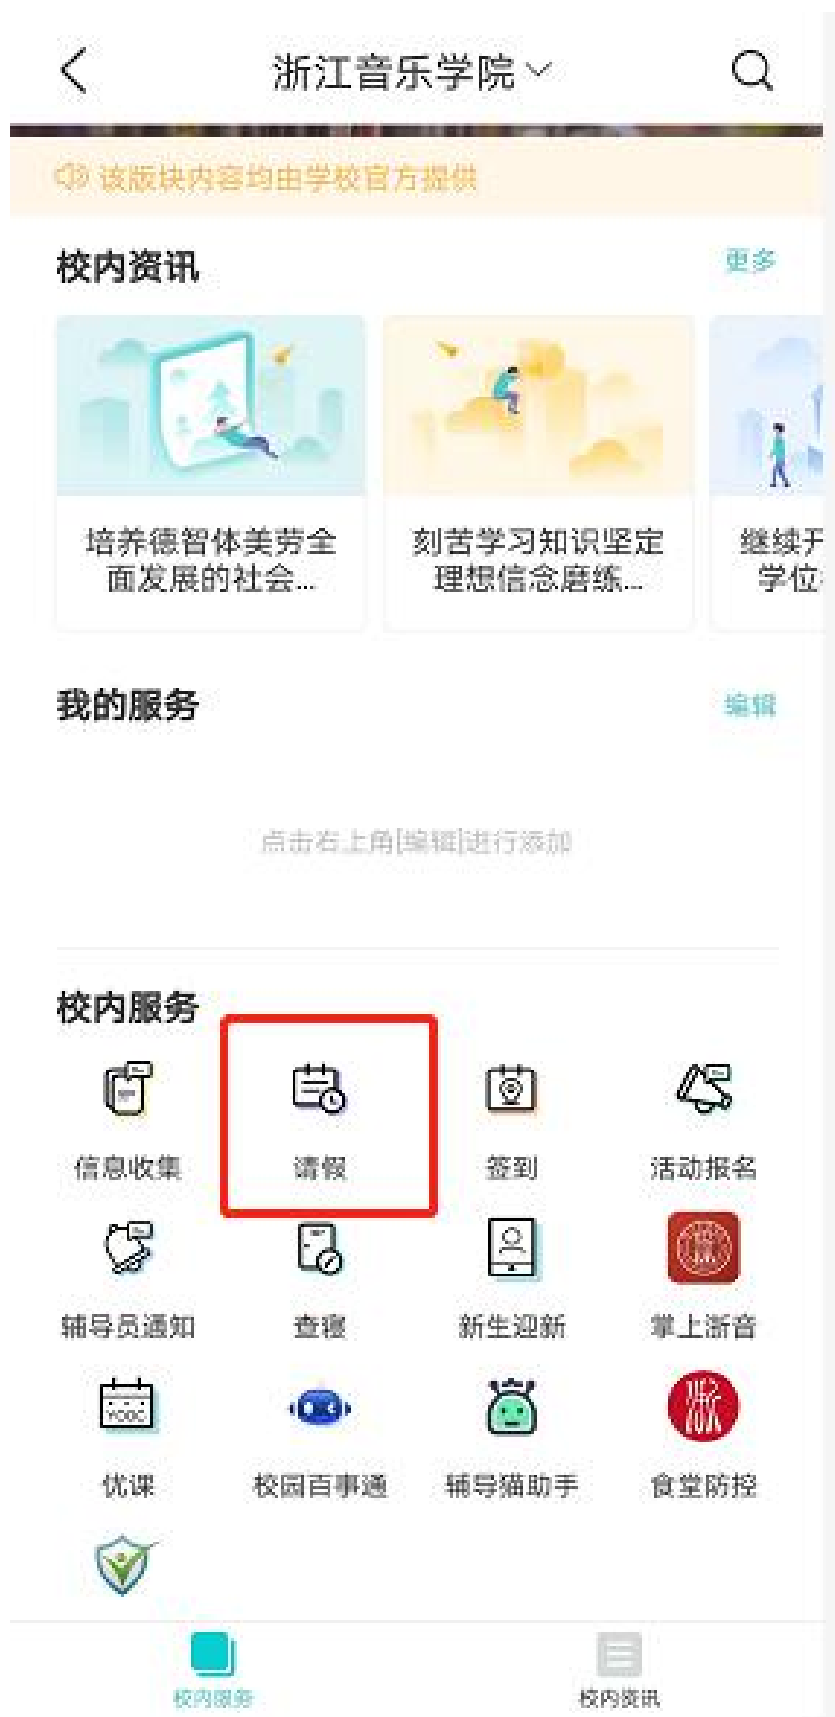 浙江音乐学院
该版块内容均由学校官方提供
校内资讯
更多
培养德智体美劳全
面发展的社会...
刻苦学习知识坚定
理想信念磨练...
继续开
学位
我的服务
编辑
点击右上角[编辑]进行添加
校内服务
信息收集
请假
签到
活动报名
辅导员通知
查寝
新生迎新
掌上浙音
优课
校园百事通
辅导猫助手
食堂防控
校内服务
校内资讯